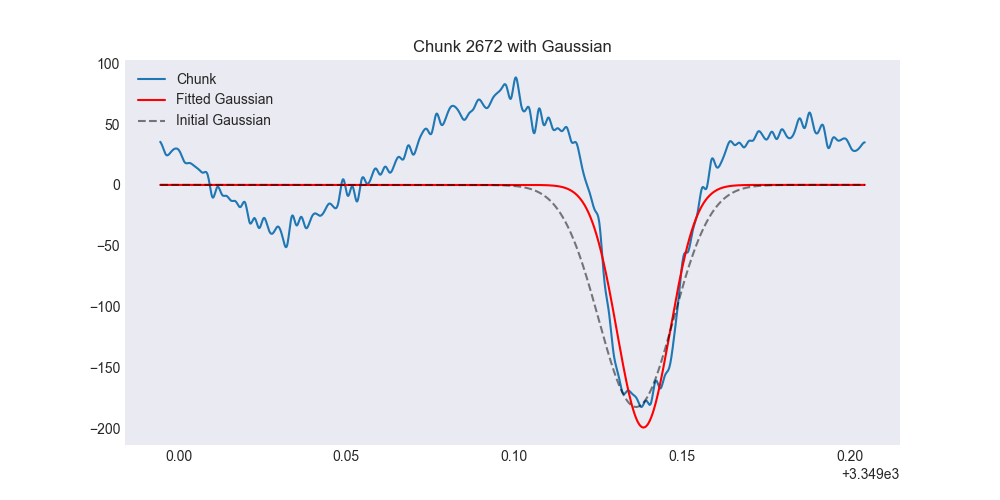 Chunk 2672 with Gaussian
Chunk
Fitted Gaussian
Initial Gaussian
100
50
0
−50
−100
−150
−200
0.00 0.05 0.10 0.15 0.20
+3.349e3